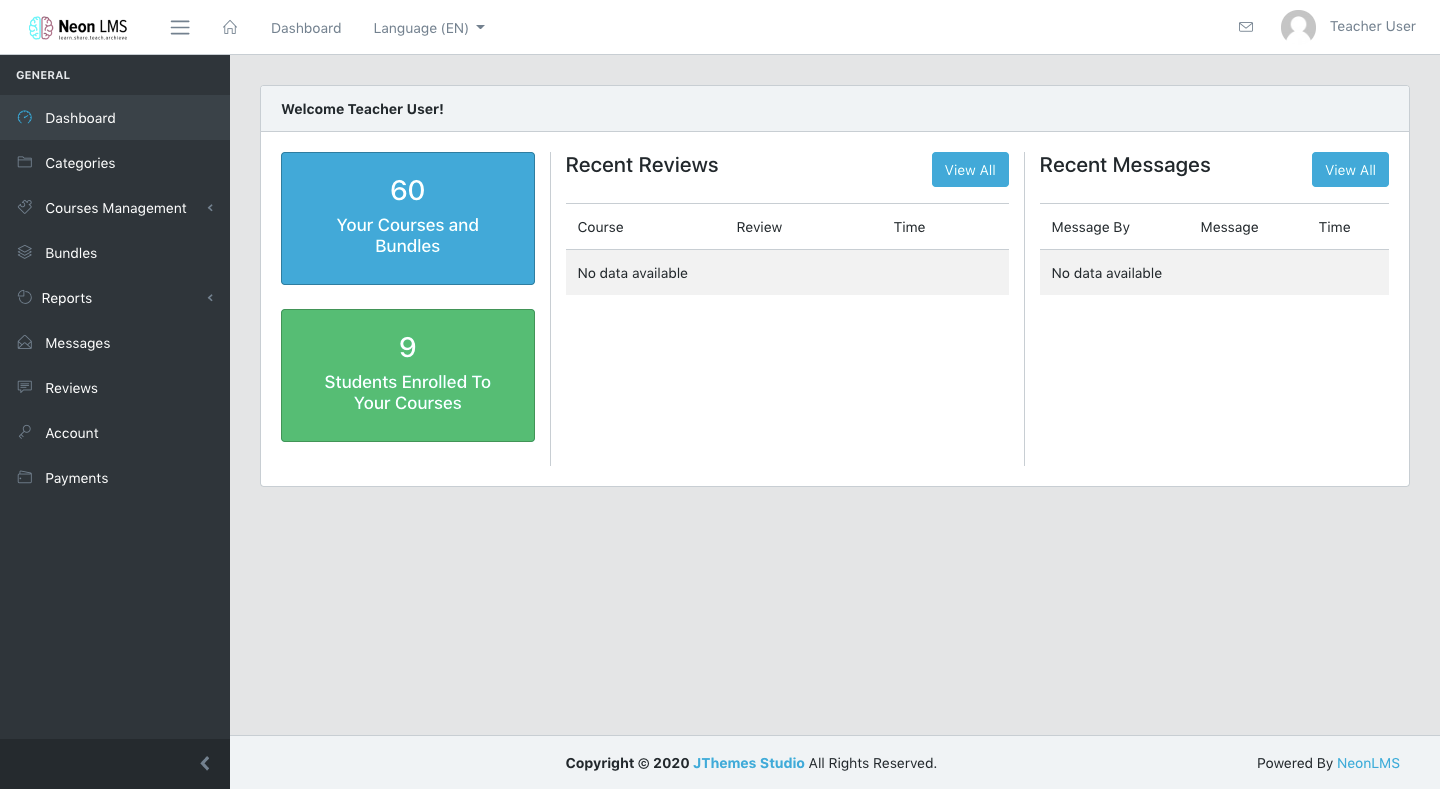 Neon LMS
learn.share.teach.archieve
Dashboard
Language (EN)
Teacher User
GENERAL
Dashboard
Categories
Courses Management
Bundles
Reports
Messages
Reviews
Account
Payments
Welcome Teacher User!
60
Your Courses and
Bundles
9
Students Enrolled To
Your Courses
Recent Reviews
View All
Course Review Time
No data available
Recent Messages
View All
Message By Message Time
No data available
Copyright © 2020 JThemes Studio All Rights Reserved.
Powered By NeonLMS